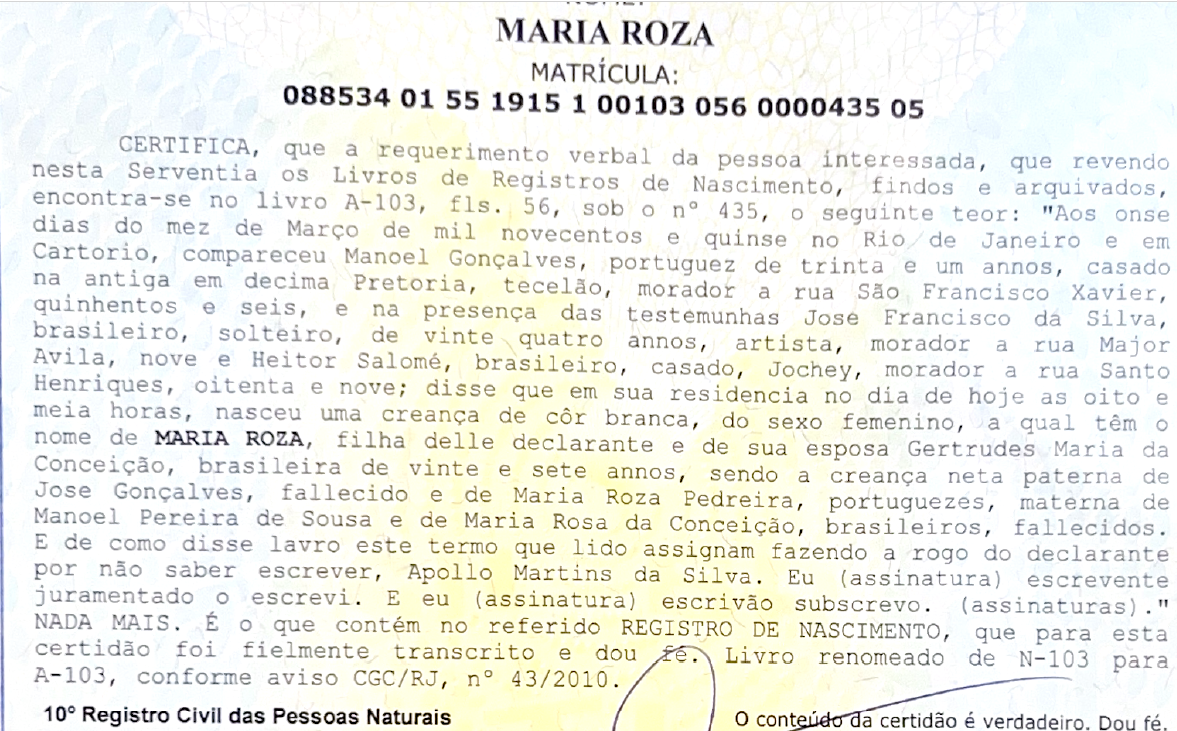 MARIA ROZA
MATRÍCULA:
088534 01 55 1915 1 00103 056 0000435 05
CERTIFICA, que a requerimento verbal da pessoa interessada, que revendo
nesta Serventia os Livros de Registros de Nascimento, findos e arquivados,
encontra-se no livro A-103, fls. 56, sob o nº 435, o seguinte teor: "Aos onse
dias do mez de Março de mil novecentos e quinse no Rio de Janeiro e em
Cartorio, compareceu Manoel Gonçalves, portuguez de trinta e um annos, casado
na antiga em decima Pretoria, tecelão, morador a rua São Francisco Xavier,
quinhentos e seis, e na presença das testemunhas Jose Francisco da Silva,
brasileiro, solteiro, de vinte quatro annos, artista, morador a rua Major
Avila, nove e Heitor Salomé, brasileiro, casado, Jochey, morador a rua Santo
Henriques, oitenta e nove; disse que em sua residencia no dia de hoje as oito e
meia horas, nasceu uma creança de côr branca, do sexo femenino, a qual têm o
nome de MARIA ROZA, filha delle declarante e de sua esposa Gertrudes Maria da
Conceição, brasileira de vinte e sete annos, sendo a creança neta paterna de
Jose Gonçalves, fallecido e de Maria Roza Pedreira, portuguezes, materna de
Manoel Pereira de Sousa e de Maria Rosa da Conceição, brasileiros, fallecidos.
E de como disse lavro este termo que lido assignam fazendo a rogo do declarante
por não saber escrever, Apollo Martins da Silva. Eu (assinatura) escrevente
juramentado o escrevi. E eu (assinatura) escrivão subscrevo. (assinaturas)."
NADA MAIS. É o que contém no referido REGISTRO DE NASCIMENTO, que para esta
certidão foi fielmente transcrito e dou fé. Livro renomeado de N-103 para
A-103, conforme aviso CGC/RJ, nº 43/2010.
10º Registro Civil das Pessoas Naturais
O conteúdo da certidão é verdadeiro. Dou fé.